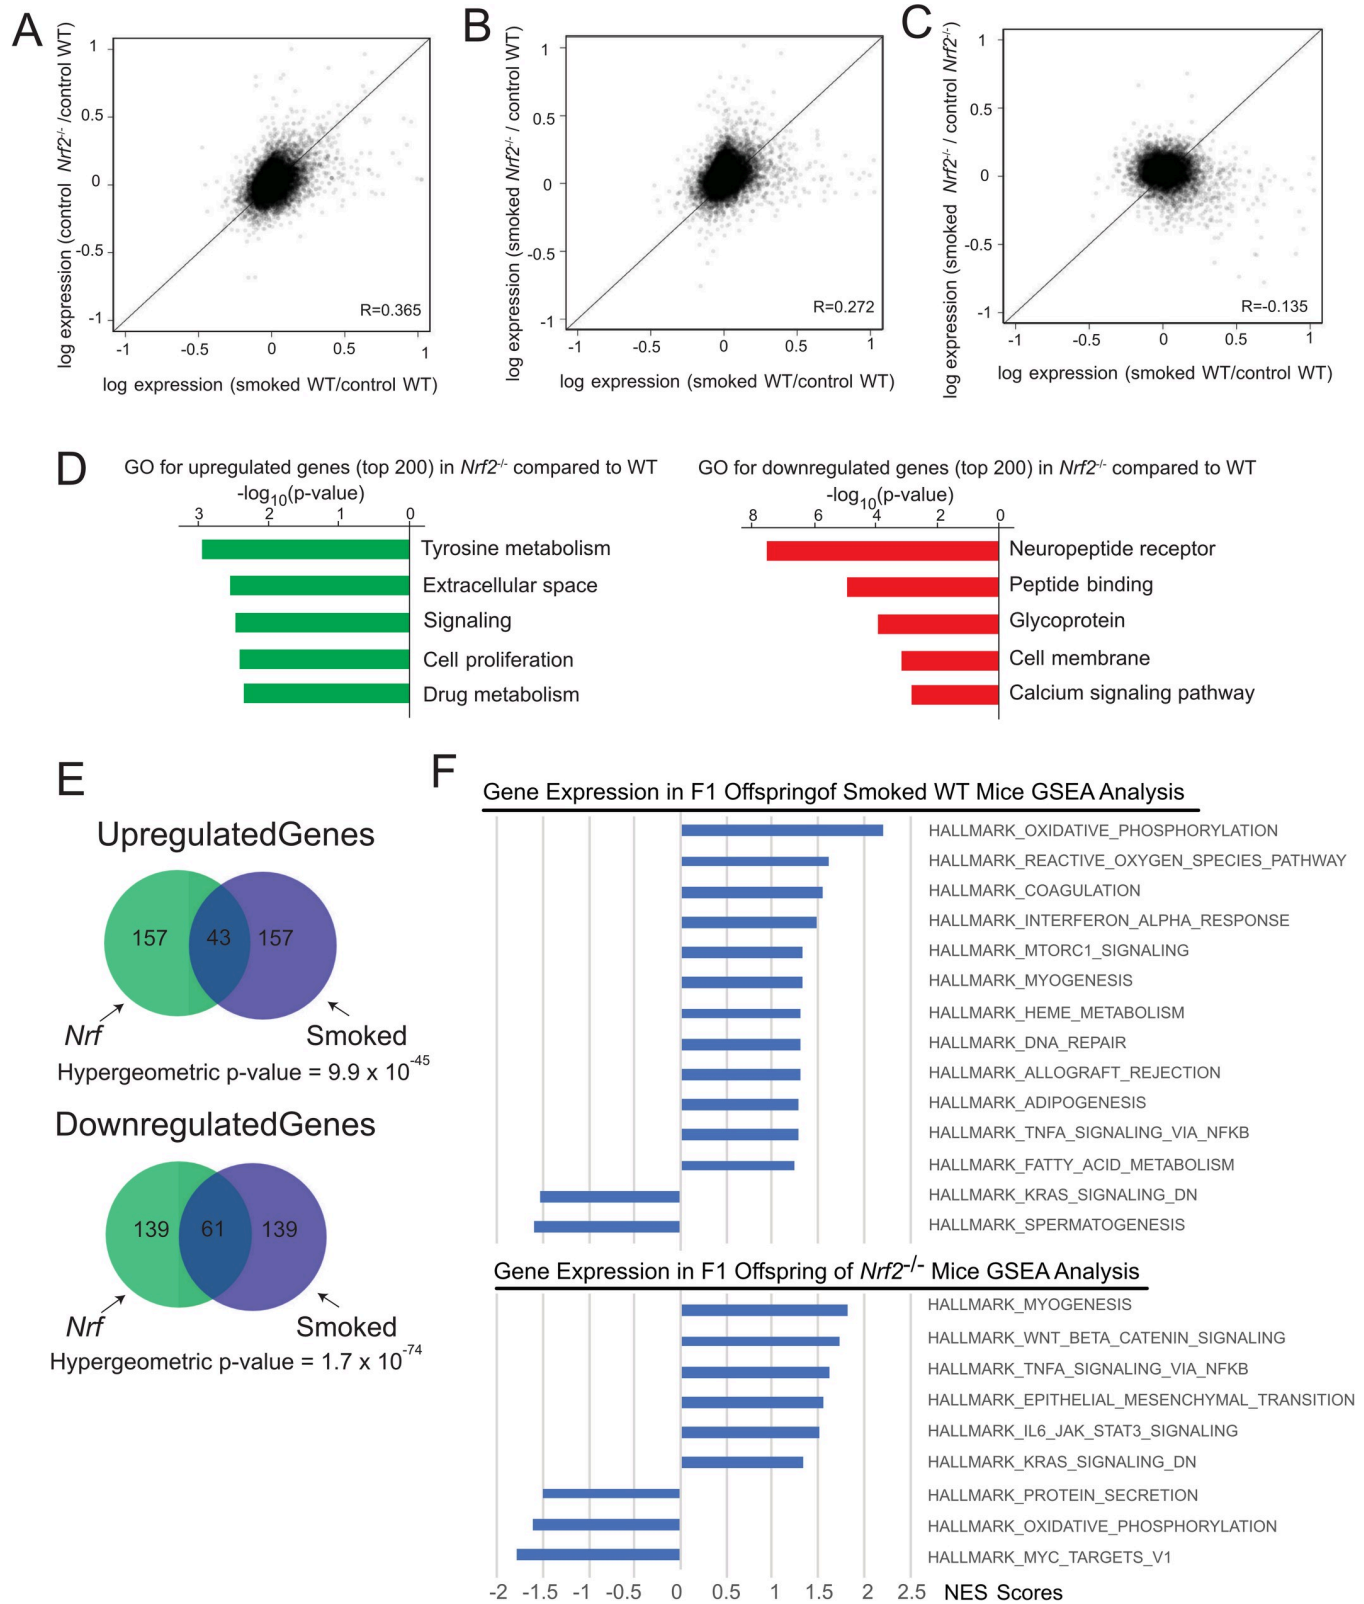 A
log expression (control Nrf2-/- /control WT)
1
0.5
0
-0.5
-1
R=0.365
-1
-0.5
0
0.5
1
log expression (smoked WT/control WT)
B
log expression (smoked Nrf2-/- / control WT)
1
0.5
0
-0.5
-1
R=0.272
-1
-0.5
0
0.5
1
log expression (smoked WT/control WT)
C
log expression (smoked Nrf2-/- / control Nrf2-/-)
1
0.5
0
-0.5
-1
R=-0.135
-1
-0.5
0
0.5
1
log expression (smoked WT/control WT)
D
GO for upregulated genes (top 200) in Nrf2-/- compared to WT
-log10(p-value)
3 2 1 0
Tyrosine metabolism
Extracellular space
Signaling
Cell proliferation
Drug metabolism
GO for downregulated genes (top 200) in Nrf2-/- compared to WT
-log10(p-value)
8 6 4 2 0
Neuropeptide receptor
Peptide binding
Glycoprotein
Cell membrane
Calcium signaling pathway
E
UpregulatedGenes
157 43 157
Nrf Smoked
Hypergeometric p-value = 9.9 x 10-45
DownregulatedGenes
139 61 139
Nrf Smoked
Hypergeometric p-value = 1.7 x 10-74
F
Gene Expression in F1 Offspringof Smoked WT Mice GSEA Analysis
HALLMARK_OXIDATIVE_PHOSPHORYLATION
HALLMARK_REACTIVE_OXYGEN_SPECIES_PATHWAY
HALLMARK_COAGULATION
HALLMARK_INTERFERON_ALPHA_RESPONSE
HALLMARK_MTORC1_SIGNALING
HALLMARK_MYOGENESIS
HALLMARK_HEME_METABOLISM
HALLMARK_DNA_REPAIR
HALLMARK_ALLOGRAFT_REJECTION
HALLMARK_ADIPOGENESIS
HALLMARK_TNFA_SIGNALING_VIA_NFKB
HALLMARK_FATTY_ACID_METABOLISM
HALLMARK_KRAS_SIGNALING_DN
HALLMARK_SPERMATOGENESIS
Gene Expression in F1 Offspring of Nrf2-/- Mice GSEA Analysis
HALLMARK_MYOGENESIS
HALLMARK_WNT_BETA_CATENIN_SIGNALING
HALLMARK_TNFA_SIGNALING_VIA_NFKB
HALLMARK_EPITHELIAL_MESENCHYMAL_TRANSITION
HALLMARK_IL6_JAK_STAT3_SIGNALING
HALLMARK_KRAS_SIGNALING_DN
HALLMARK_PROTEIN_SECRETION
HALLMARK_OXIDATIVE_PHOSPHORYLATION
HALLMARK_MYC_TARGETS_V1
-2 -1.5 -1 -0.5 0 0.5 1 1.5 2 2.5 NES Scores